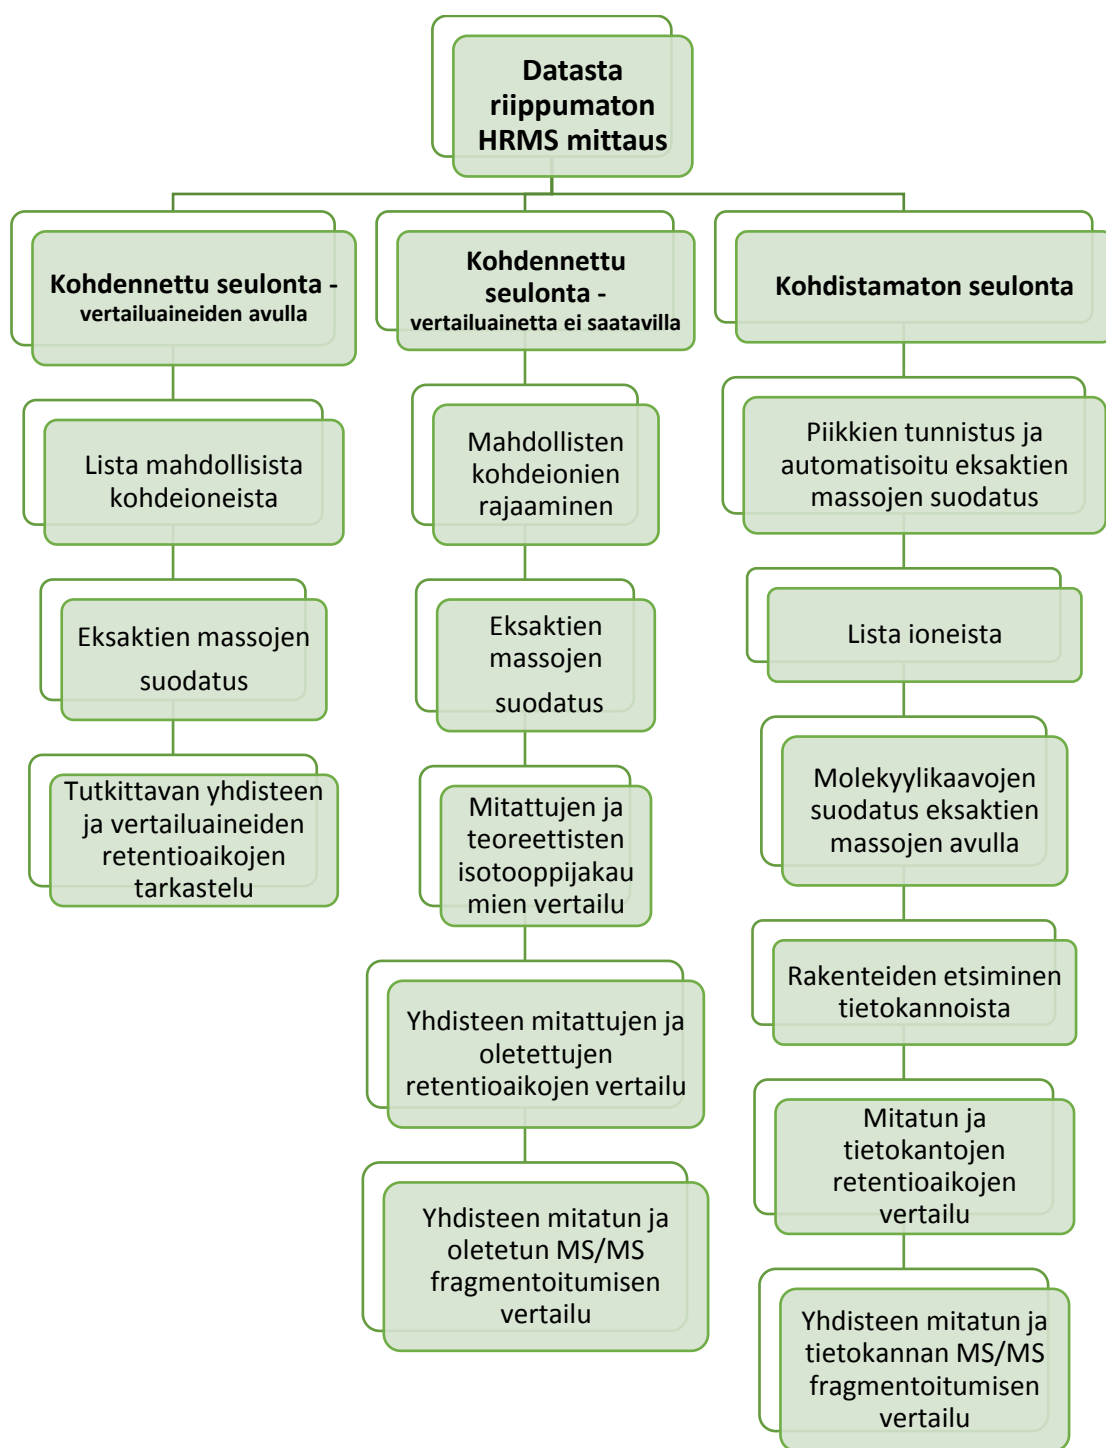 Datasta
riippumaton
HRMS mittaus
Kohdennettu seulonta -
vertailuaineiden avulla
Lista mahdollisista
kohdeioneista
Eksaktien massojen
suodatus
Tutkittavan yhdisteen
ja vertailuaineiden
retentioaikojen
tarkastelu
Kohdennettu
seulonta -
vertailuainetta ei saatavilla
Mahdollisten
kohdeionien
rajaaminen
Eksaktien
massojen
suodatus
Mitattujen ja
teoreettisten
isotooppijakau
mien vertailu
Yhdisteen mitattujen ja
oletettujen
retentioaikojen vertailu
Yhdisteen mitatun ja
oletetun MS/MS
fragmentoitumisen
vertailu
Kohdistamaton seulonta
Piikkien tunnistus ja
automatisoitu eksaktien
massojen suodatus
Lista ioneista
Molekyylikaavojen
suodatus eksaktien
massojen avulla
Rakenteiden etsiminen
tietokannoista
Mitatun ja
tietokantojen
retentioaikojen
vertailu
Yhdisteen mitatun ja
tietokannan MS/MS
fragmentoitumisen
vertailu